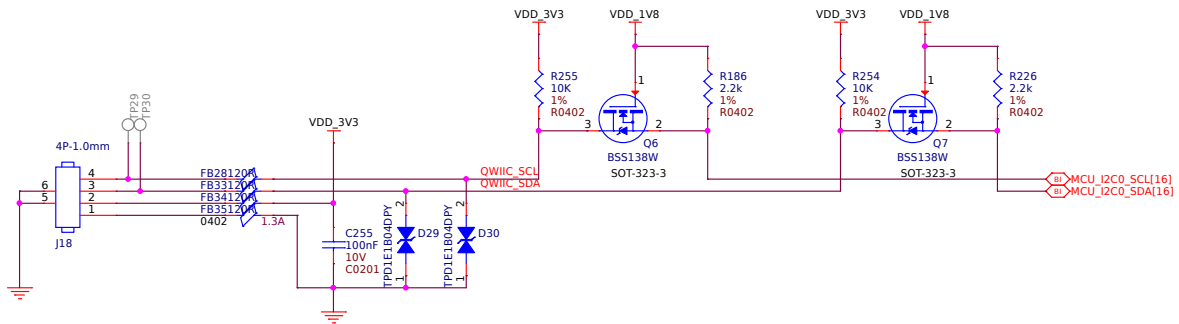 VDD_3V3
VDD_1V8
VDD_3V3
VDD_1V8
R255
10K
1%
R0402
1
3
2
Q6
BSS138W
SOT-323-3
R186
2.2k
1%
R0402
R254
10K
1%
R0402
1
3
2
Q7
BSS138W
SOT-323-3
R226
2.2k
1%
R0402
TP29
TP30
VDD_3V3
4P-1.0mm
6
5
4
3
2
1
J18
FB28120R
FB33120R
FB34120R
FB35120R
0402
1.3A
QWIIC_SCL
QWIIC_SDA
MCU_I2C0_SCL[16]
MCU_I2C0_SDA[16]
BI
BI
C255
100nF
10V
C0201
TPD1E1B04DPY
2
1
D29
TPD1E1B04DPY
2
1
D30